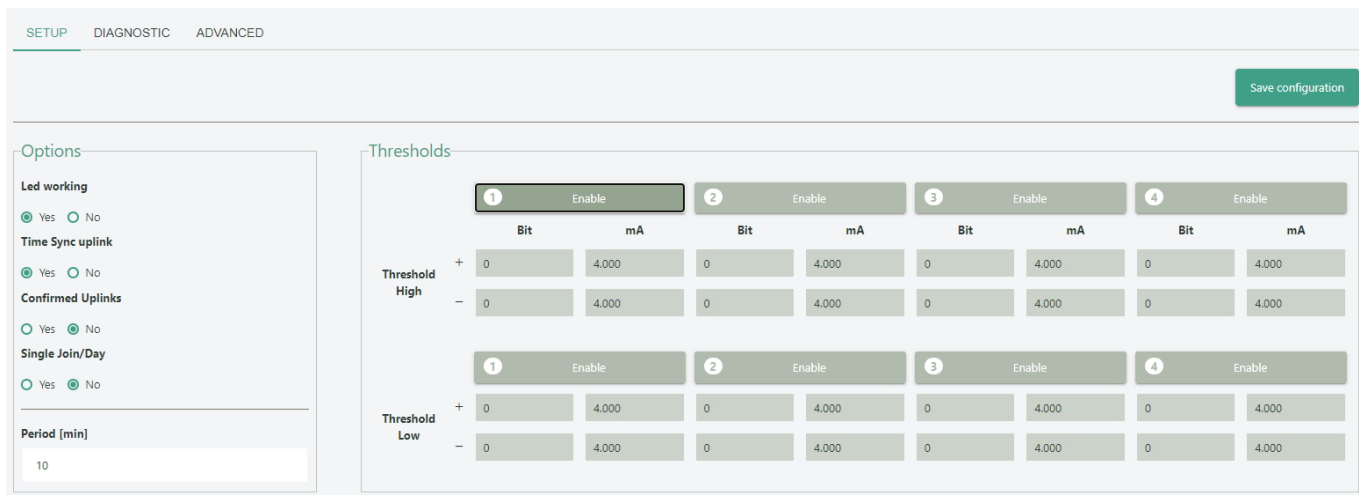 SETUP DIAGNOSTIC ADVANCED
Save configuration
Options
Led working
Yes No
Time Sync uplink
Yes No
Confirmed Uplinks
Yes No
Single Join/Day
Yes No
Period [min]
10
Thresholds
1 Enable 2 Enable 3 Enable 4 Enable
Bit mA Bit mA Bit mA Bit mA
Threshold
High
+ 0 4.000 0 4.000 0 4.000 0 4.000
− 0 4.000 0 4.000 0 4.000 0 4.000
1 Enable 2 Enable 3 Enable 4 Enable
Threshold
Low
+ 0 4.000 0 4.000 0 4.000 0 4.000
− 0 4.000 0 4.000 0 4.000 0 4.000